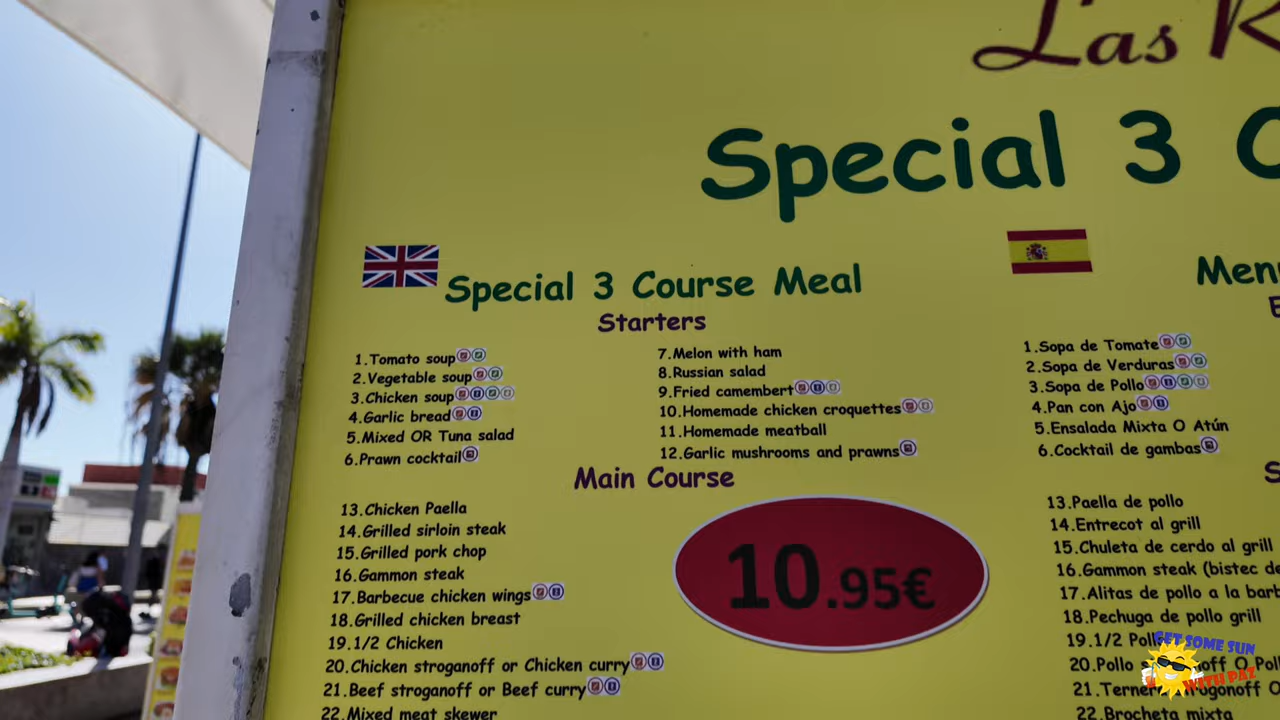 Las
Special 3
Special 3 Course Meal
Starters
1.Tomato soup
2.Vegetable soup
3.Chicken soup
4.Garlic bread
5.Mixed OR Tuna salad
6.Prawn cocktail
7.Melon with ham
8.Russian salad
9.Fried camembert
10.Homemade chicken croquettes
11.Homemade meatball
12.Garlic mushrooms and prawns
Main Course
13.Chicken Paella
14.Grilled sirloin steak
15.Grilled pork chop
16.Gammon steak
17.Barbecue chicken wings
18.Grilled chicken breast
19.1/2 Chicken
20.Chicken stroganoff or Chicken curry
21.Beef stroganoff or Beef curry
22.Mixed meat skewer
10.95€
1.Sopa de Tomate
2.Sopa de Verduras
3.Sopa de Pollo
4.Pan con Ajo
5.Ensalada Mixta O Atún
6.Cocktail de gambas
13.Paella de pollo
14.Entrecot al grill
15.Chuleta de cerdo al grill
16.Gammon steak (bistec de
17.Alitas de pollo a la barb
18.Pechuga de pollo grill
19.1/2
20.Pollo
21.
22.Brocheta mixta
GET SOME SUN
WITH PAZ